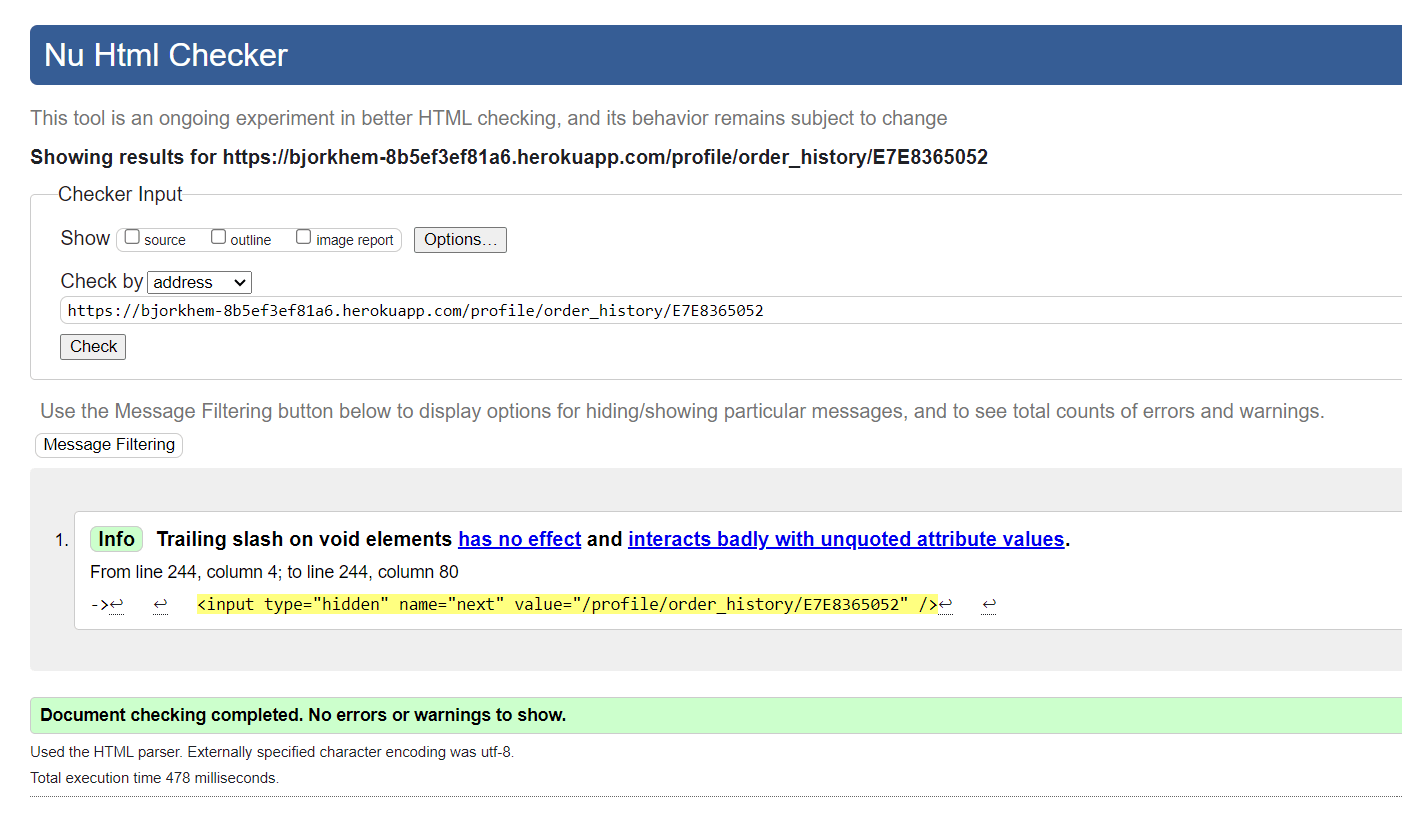 Nu Html Checker
This tool is an ongoing experiment in better HTML checking, and its behavior remains subject to change
Showing results for https://bjorkhem-8b5ef3ef81a6.herokuapp.com/profile/order_history/E7E8365052
Checker Input
Show source outline image report Options…
Check by address
https://bjorkhem-8b5ef3ef81a6.herokuapp.com/profile/order_history/E7E8365052
Check
Use the Message Filtering button below to display options for hiding/showing particular messages, and to see total counts of errors and warnings.
Message Filtering
1. Info Trailing slash on void elements has no effect and interacts badly with unquoted attribute values.
From line 244, column 4; to line 244, column 80
->↩ ↩ <input type="hidden" name="next" value="/profile/order_history/E7E8365052" />↩ ↩
Document checking completed. No errors or warnings to show.
Used the HTML parser. Externally specified character encoding was utf-8.
Total execution time 478 milliseconds.